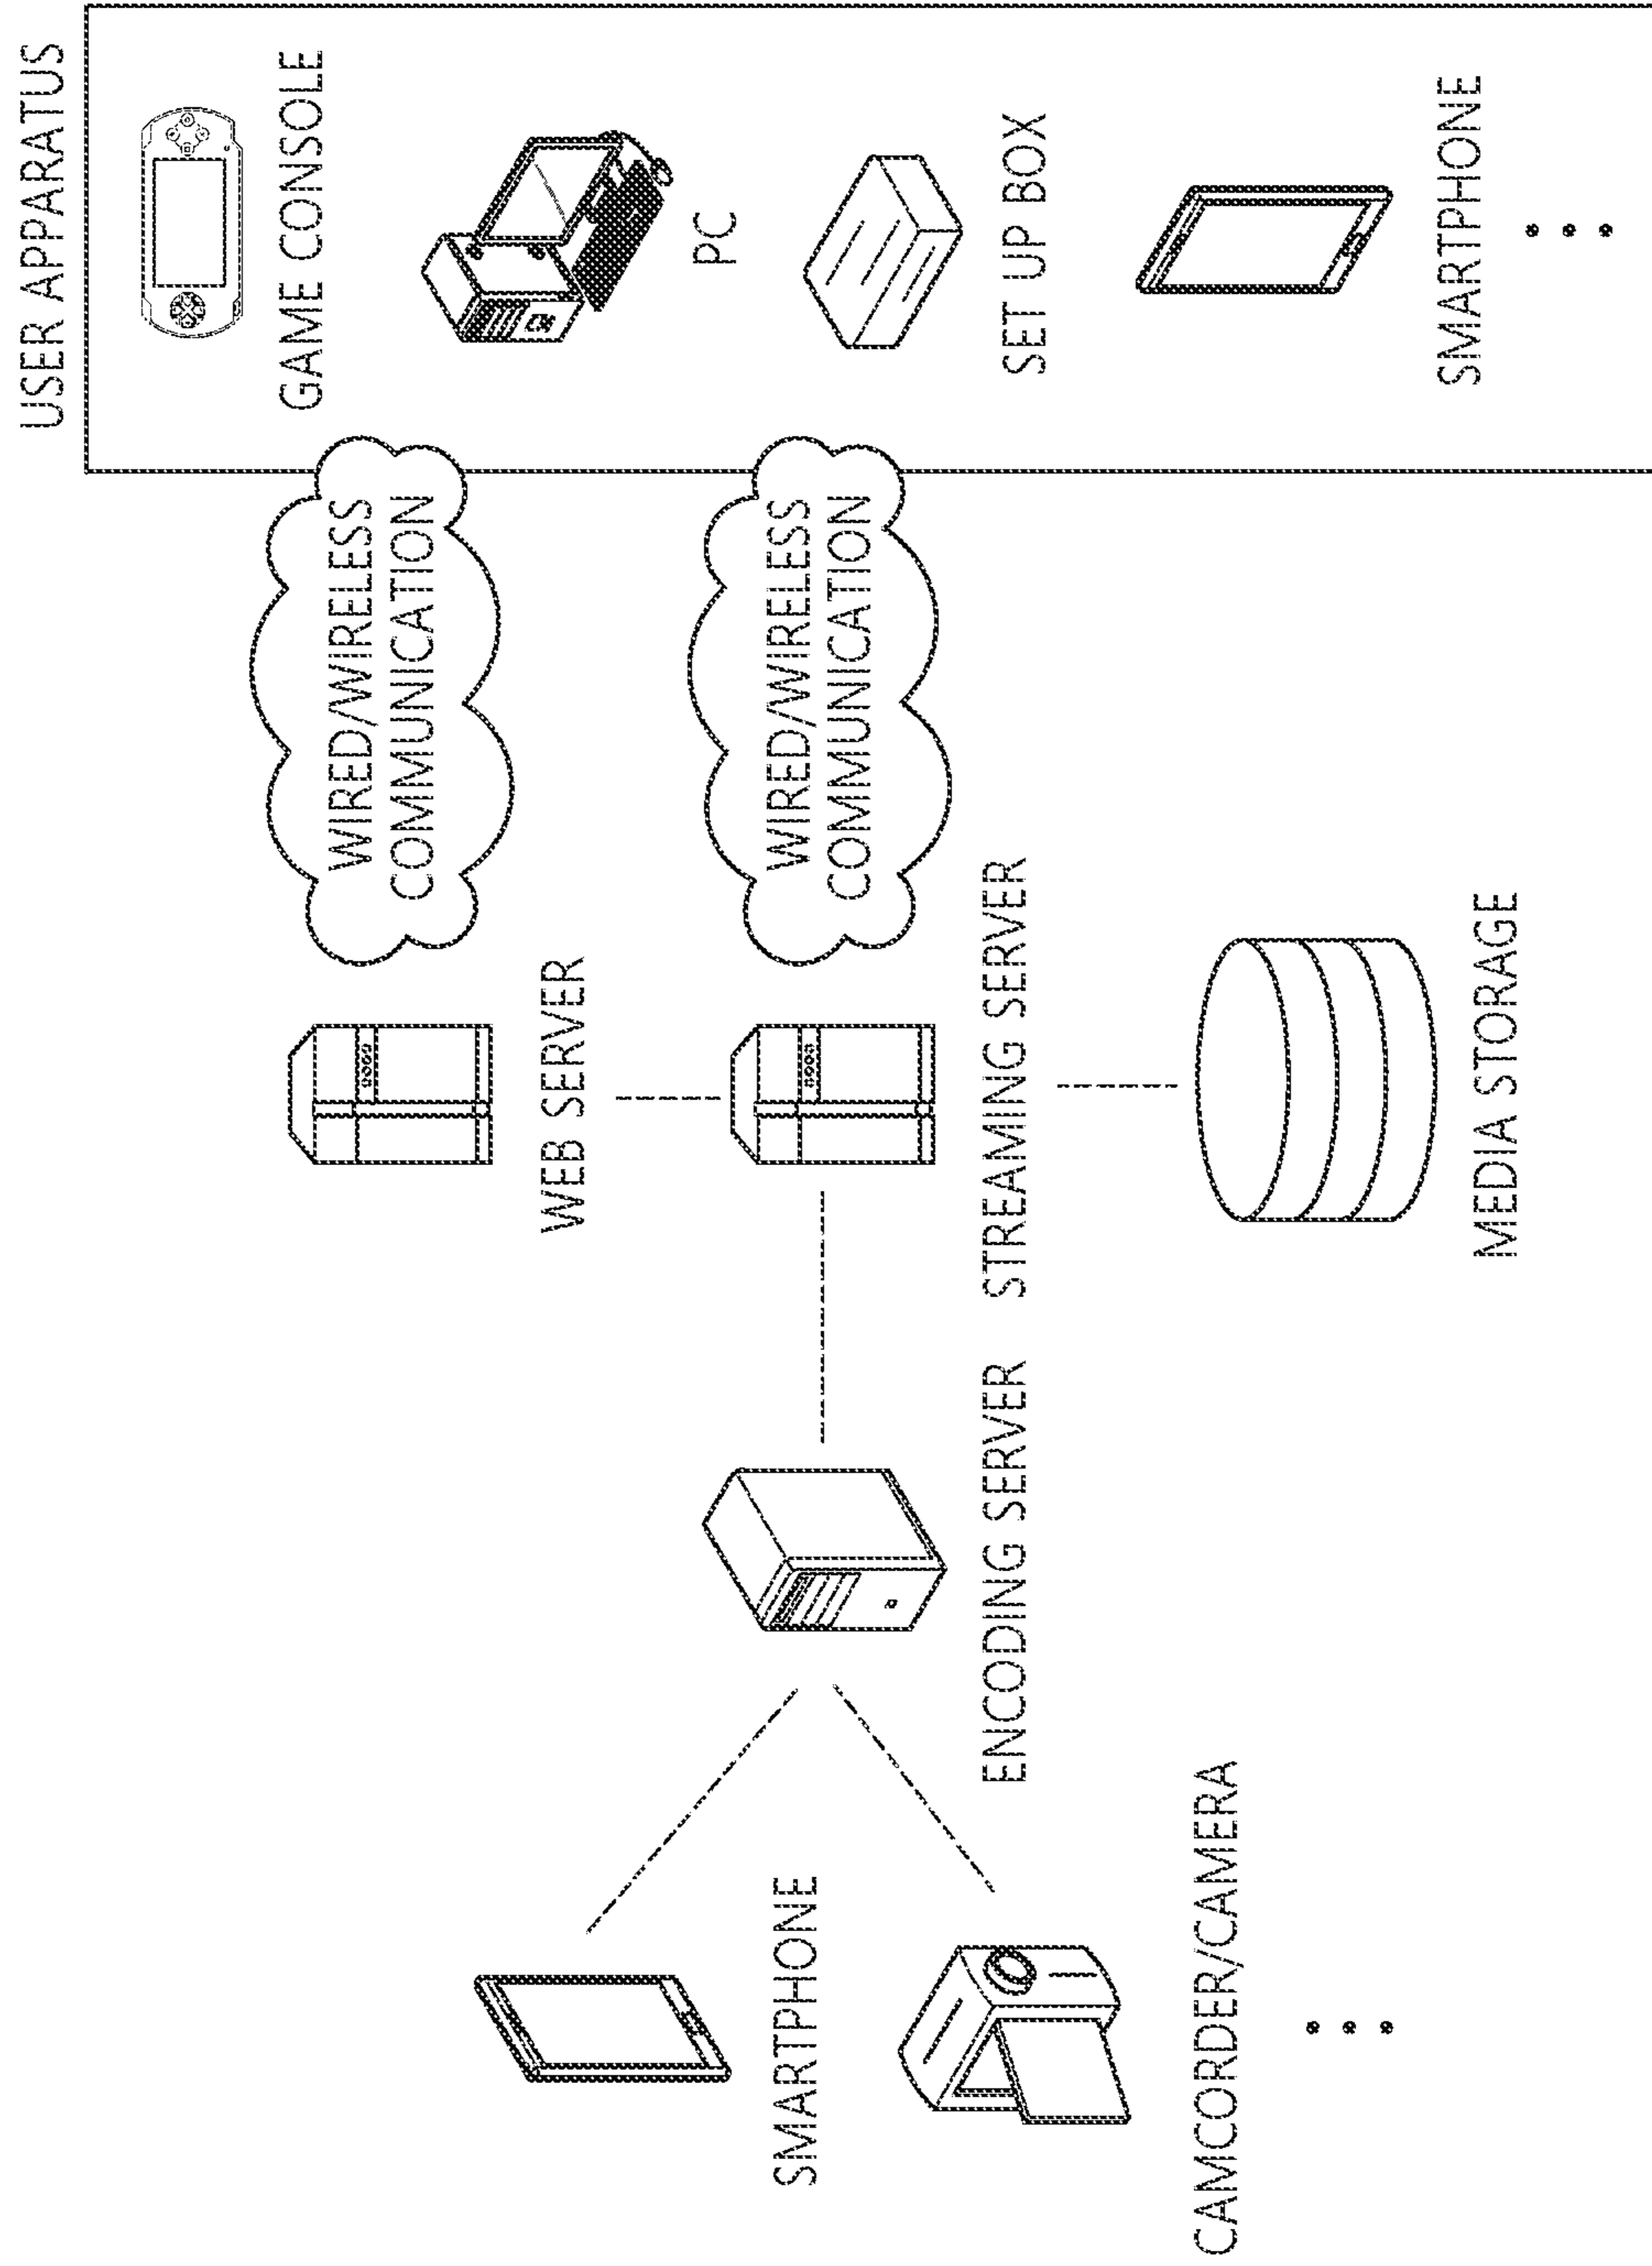 USER APPARATUS
GAME CONSOLE
WIRED/WIRELESS
COMMUNICATION
WEB SERVER
PC
SMARTPHONE
WIRED/WIRELESS
COMMUNICATION
ENCODING SERVER
STREAMING SERVER
SET UP BOX
CAMCORDER/CAMERA
MEDIA STORAGE
SMARTPHONE